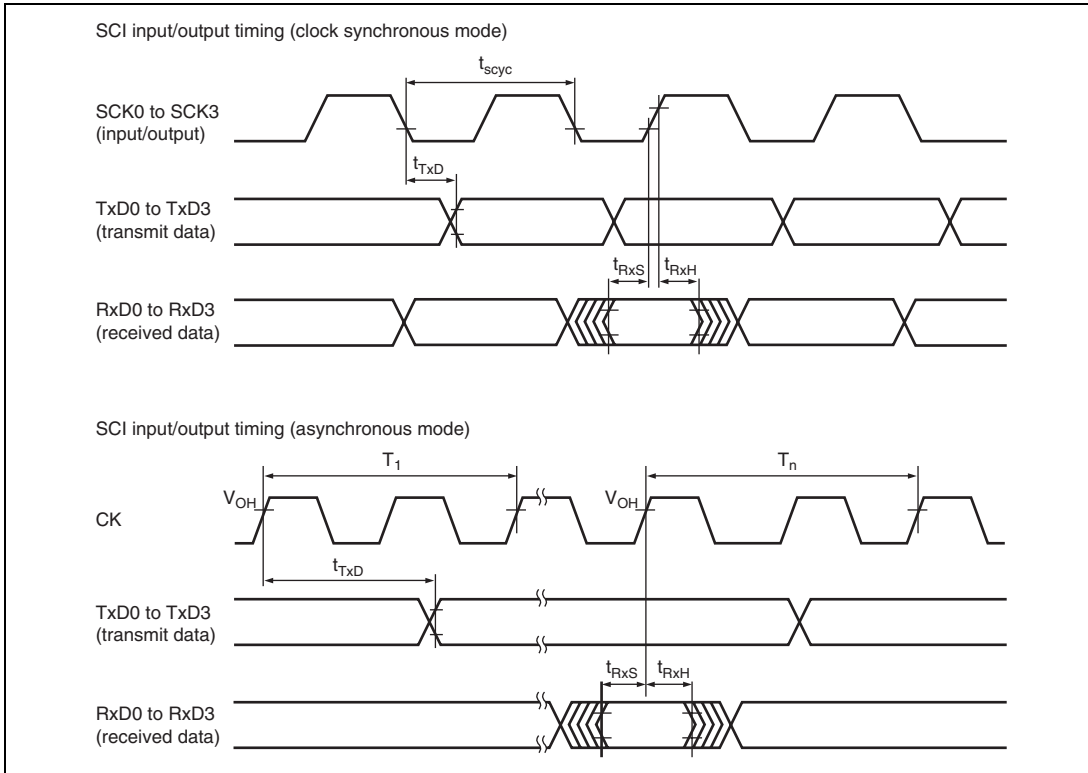 SCI input/output timing (clock synchronous mode)
tscyc
SCK0 to SCK3
(input/output)
tTxD
TxD0 to TxD3
(transmit data)
tRxS
tRxH
RxD0 to RxD3
(received data)
SCI input/output timing (asynchronous mode)
T1
Tn
VOH
VOH
CK
tTxD
TxD0 to TxD3
(transmit data)
tRxS
tRxH
RxD0 to RxD3
(received data)